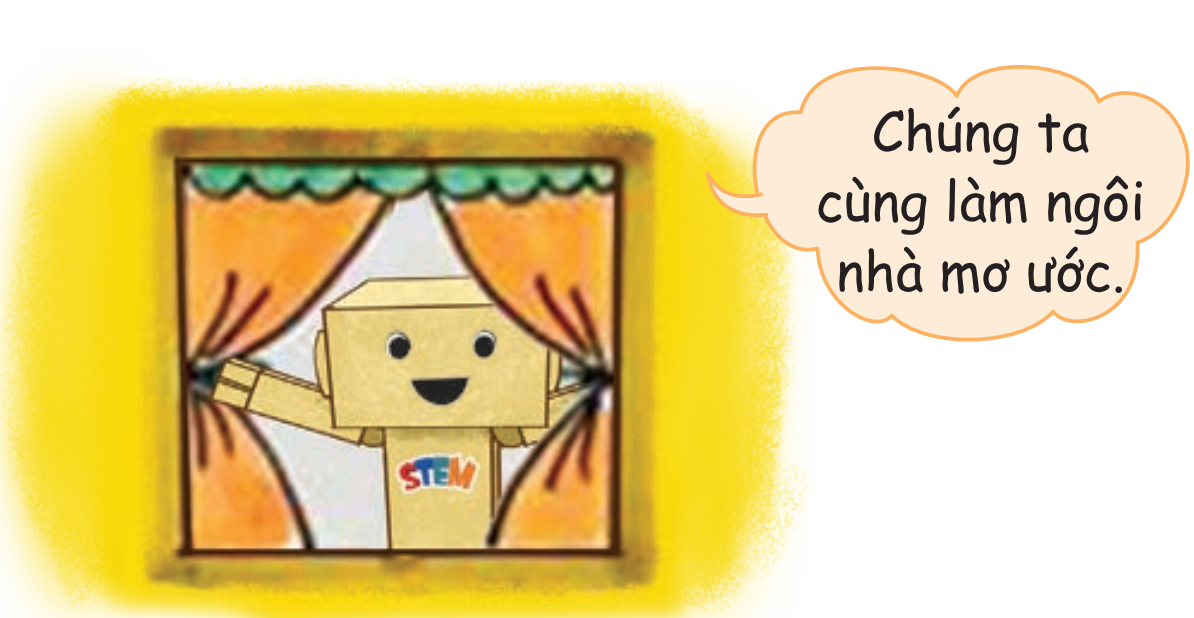 Chúng ta
cùng làm ngôi
nhà mơ ước.
STEM